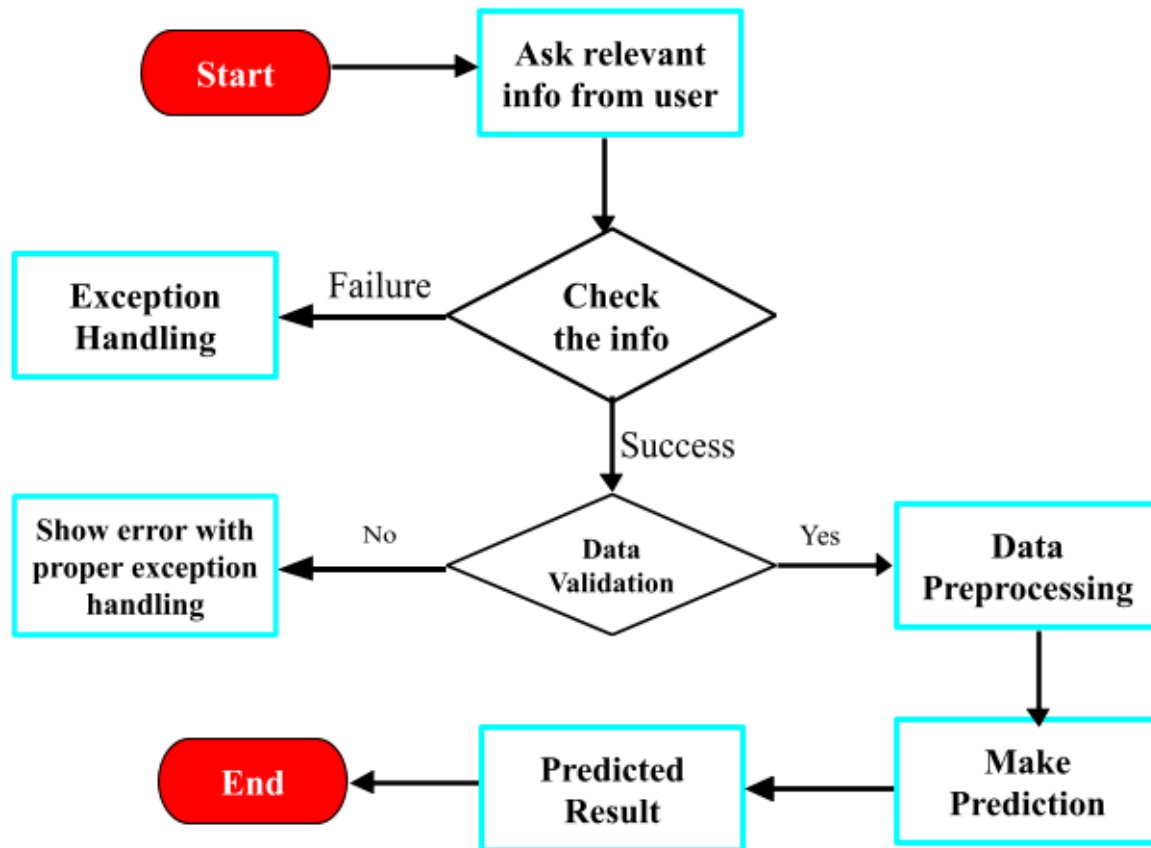 Start
Ask relevant
info from user
Exception
Handling
Failure
Check
the info
Success
Show error with
proper exception
handling
No
Data
Validation
Yes
Data
Preprocessing
End
Predicted
Result
Make
Prediction